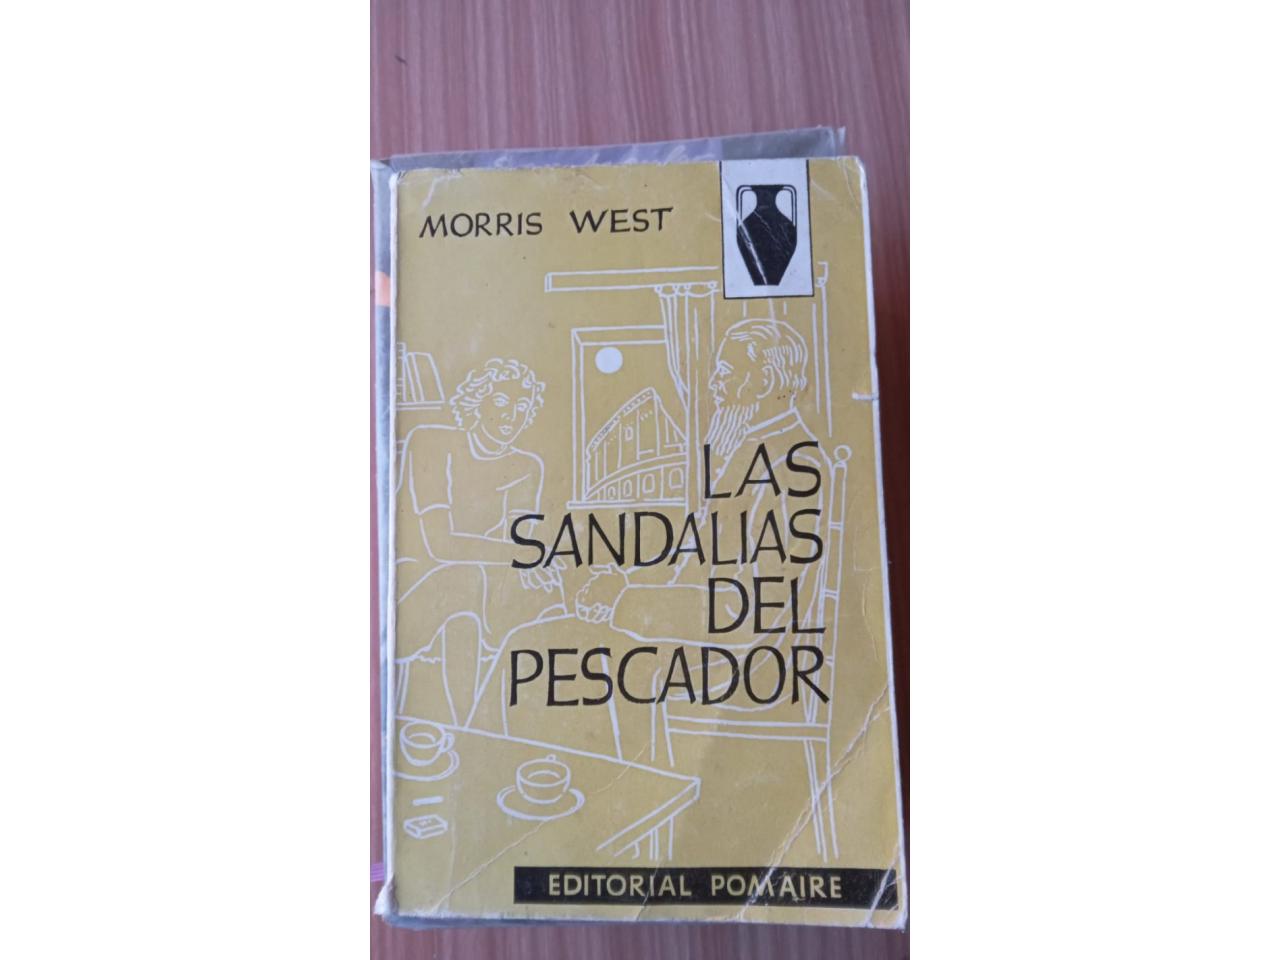 MORRIS WEST
LAS
SANDALIAS
DEL
PESCADOR
EDITORIAL POMAIRE